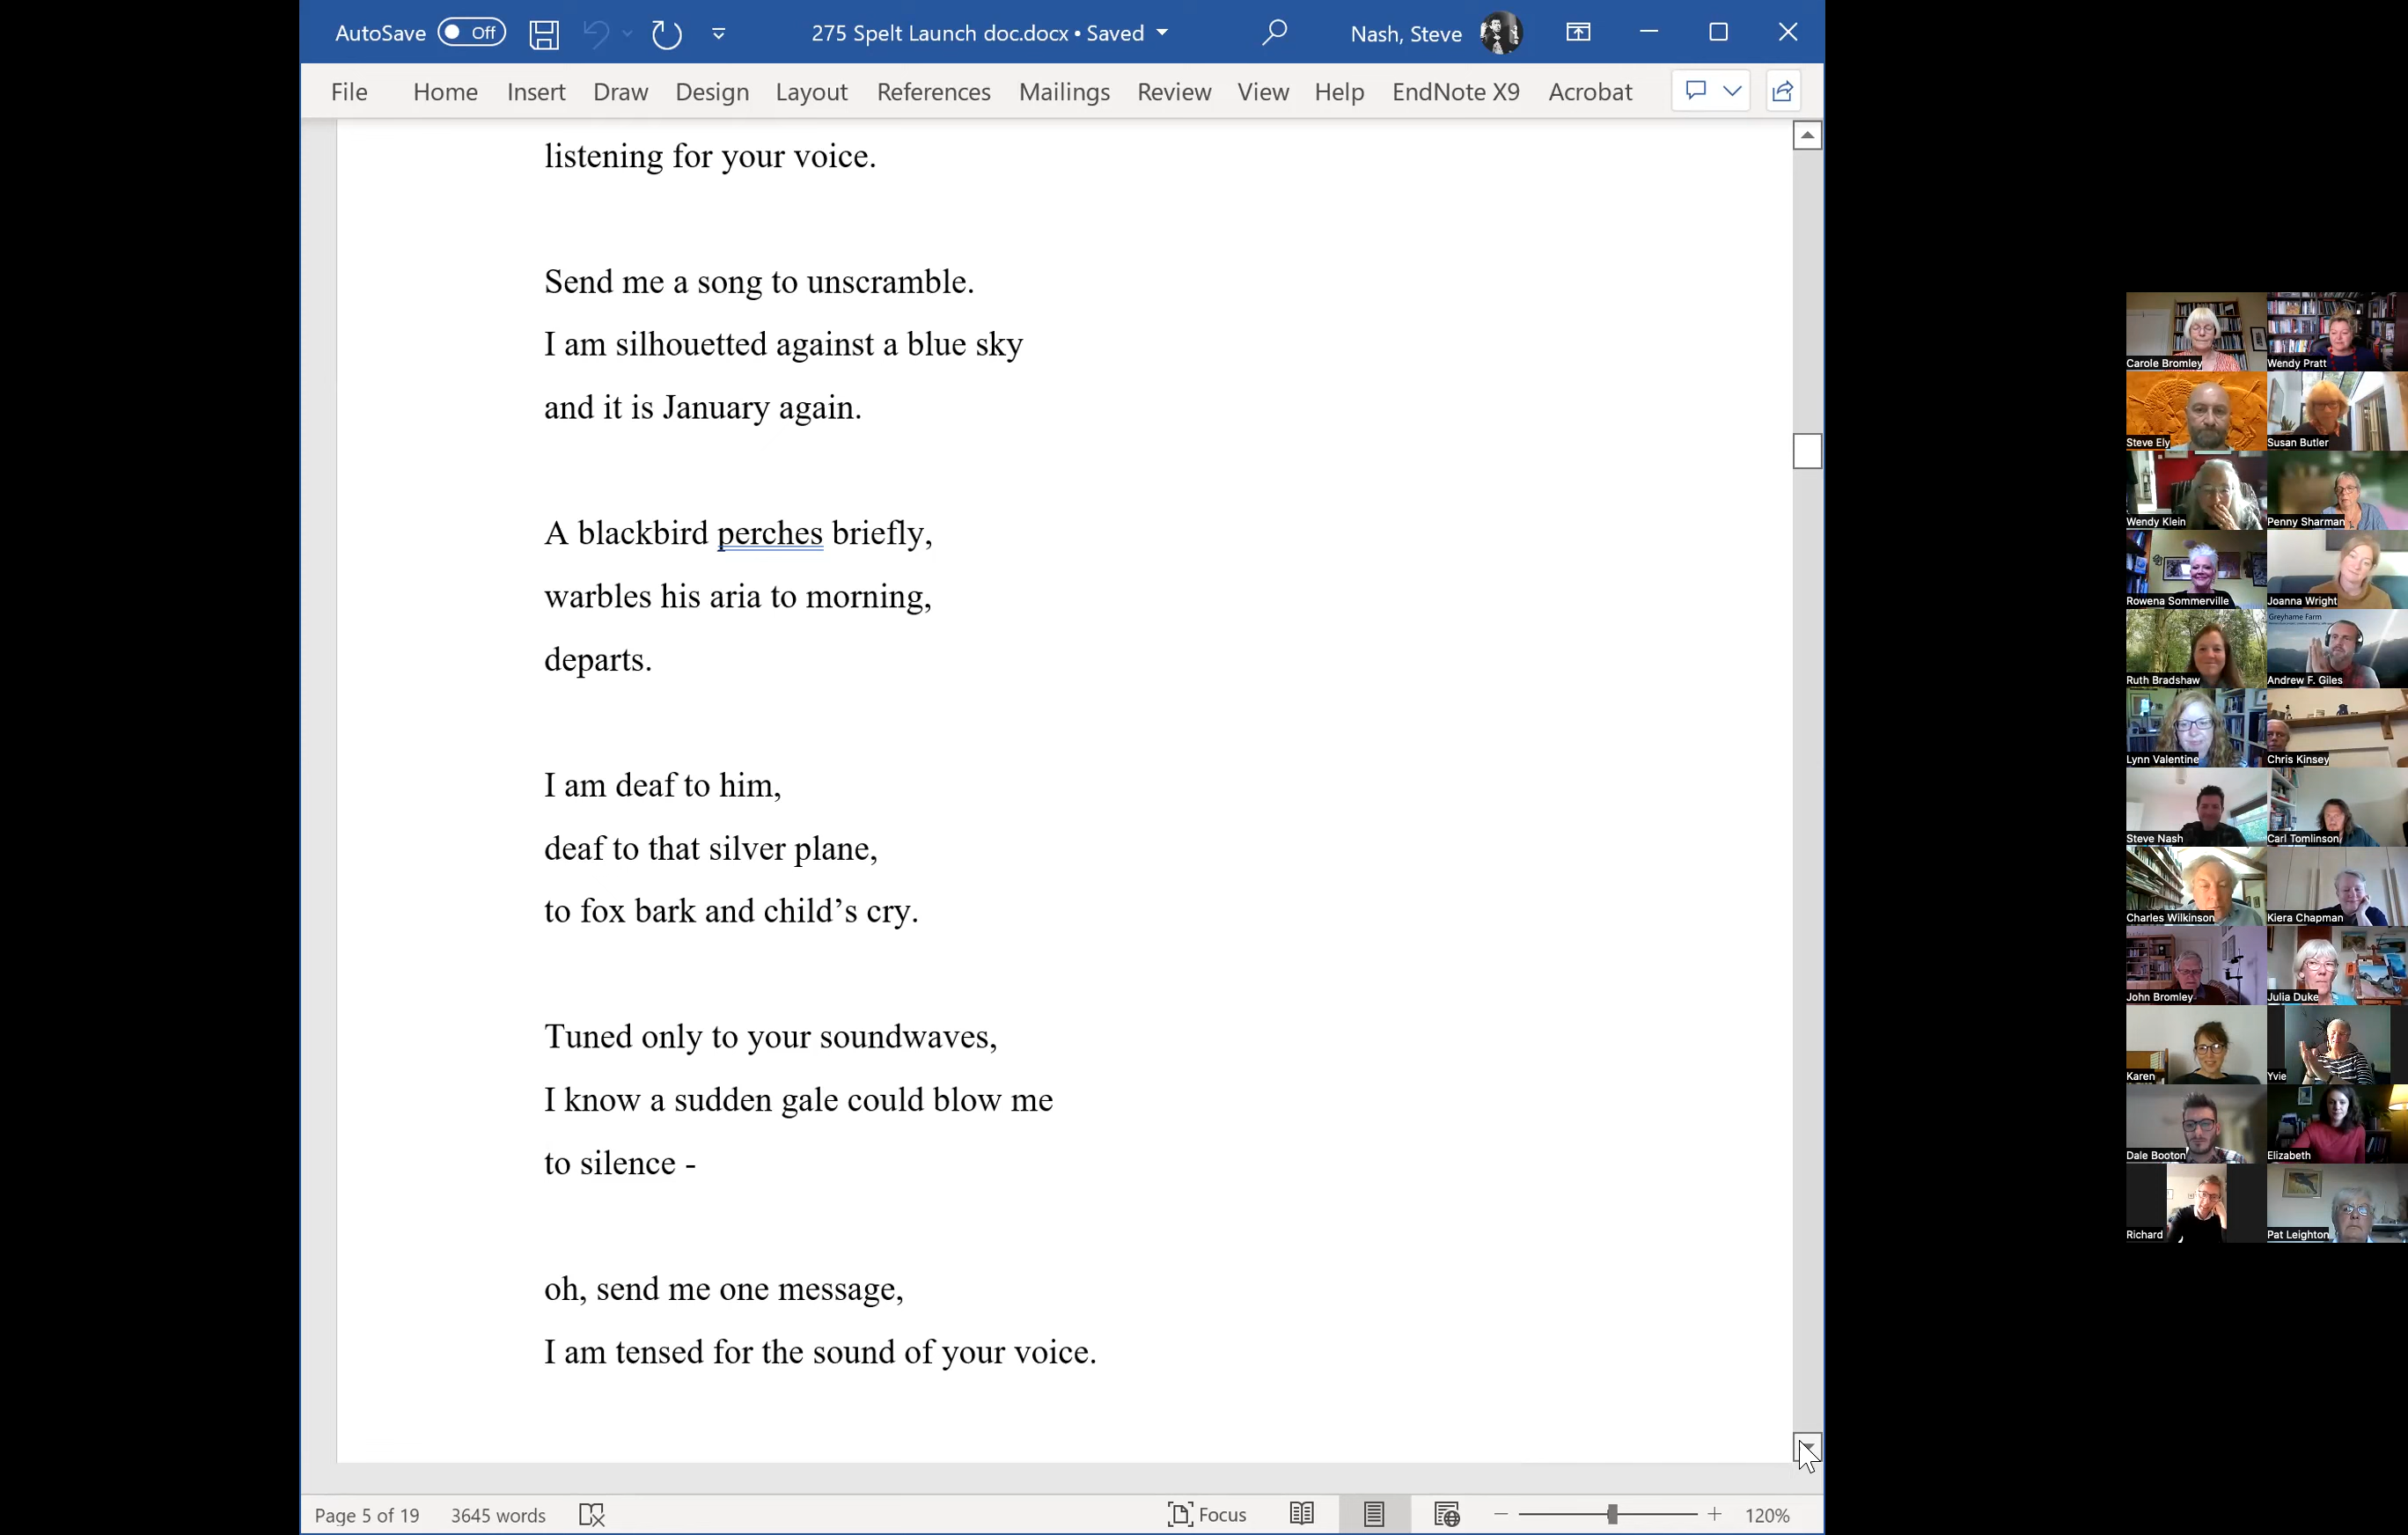 AutoSave Off 275 Spelt Launch doc.docx • Saved Nash, Steve
File Home Insert Draw Design Layout References Mailings Review View Help EndNote X9 Acrobat
listening for your voice.
Send me a song to unscramble.
I am silhouetted against a blue sky
and it is January again.
A blackbird perches briefly,
warbles his aria to morning,
departs.
I am deaf to him,
deaf to that silver plane,
to fox bark and child’s cry.
Tuned only to your soundwaves,
I know a sudden gale could blow me
to silence -
oh, send me one message,
I am tensed for the sound of your voice.
Page 5 of 19 3645 words Focus 120%
Carole Bromley Wendy Pratt
Steve Ely Susan Butler
Wendy Klein Penny Sharman
Rowena Sommerville Joanna Wright
Greyhame Farm
Ruth Bradshaw Andrew F. Giles
Lynn Valentine Chris Kinsey
Steve Nash Carl Tomlinson
Charles Wilkinson Kiera Chapman
John Bromley Julia Duke
Karen Yvie
Dale Booton Elizabeth
Richard Pat Leighton